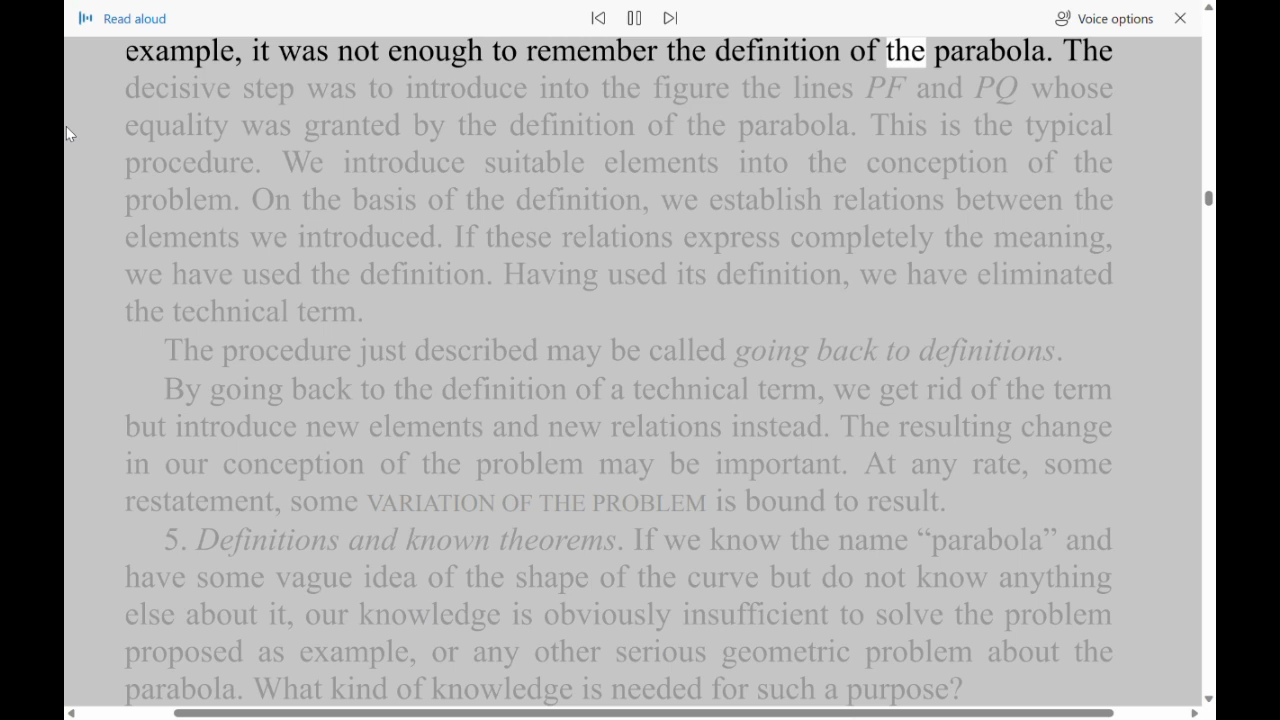 Read aloud
Voice options
example, it was not enough to remember the definition of the parabola. The
decisive step was to introduce into the figure the lines PF and PQ whose
equality was granted by the definition of the parabola. This is the typical
procedure. We introduce suitable elements into the conception of the
problem. On the basis of the definition, we establish relations between the
elements we introduced. If these relations express completely the meaning,
we have used the definition. Having used its definition, we have eliminated
the technical term.
The procedure just described may be called going back to definitions.
By going back to the definition of a technical term, we get rid of the term
but introduce new elements and new relations instead. The resulting change
in our conception of the problem may be important. At any rate, some
restatement, some VARIATION OF THE PROBLEM is bound to result.
5. Definitions and known theorems. If we know the name “parabola” and
have some vague idea of the shape of the curve but do not know anything
else about it, our knowledge is obviously insufficient to solve the problem
proposed as example, or any other serious geometric problem about the
parabola. What kind of knowledge is needed for such a purpose?